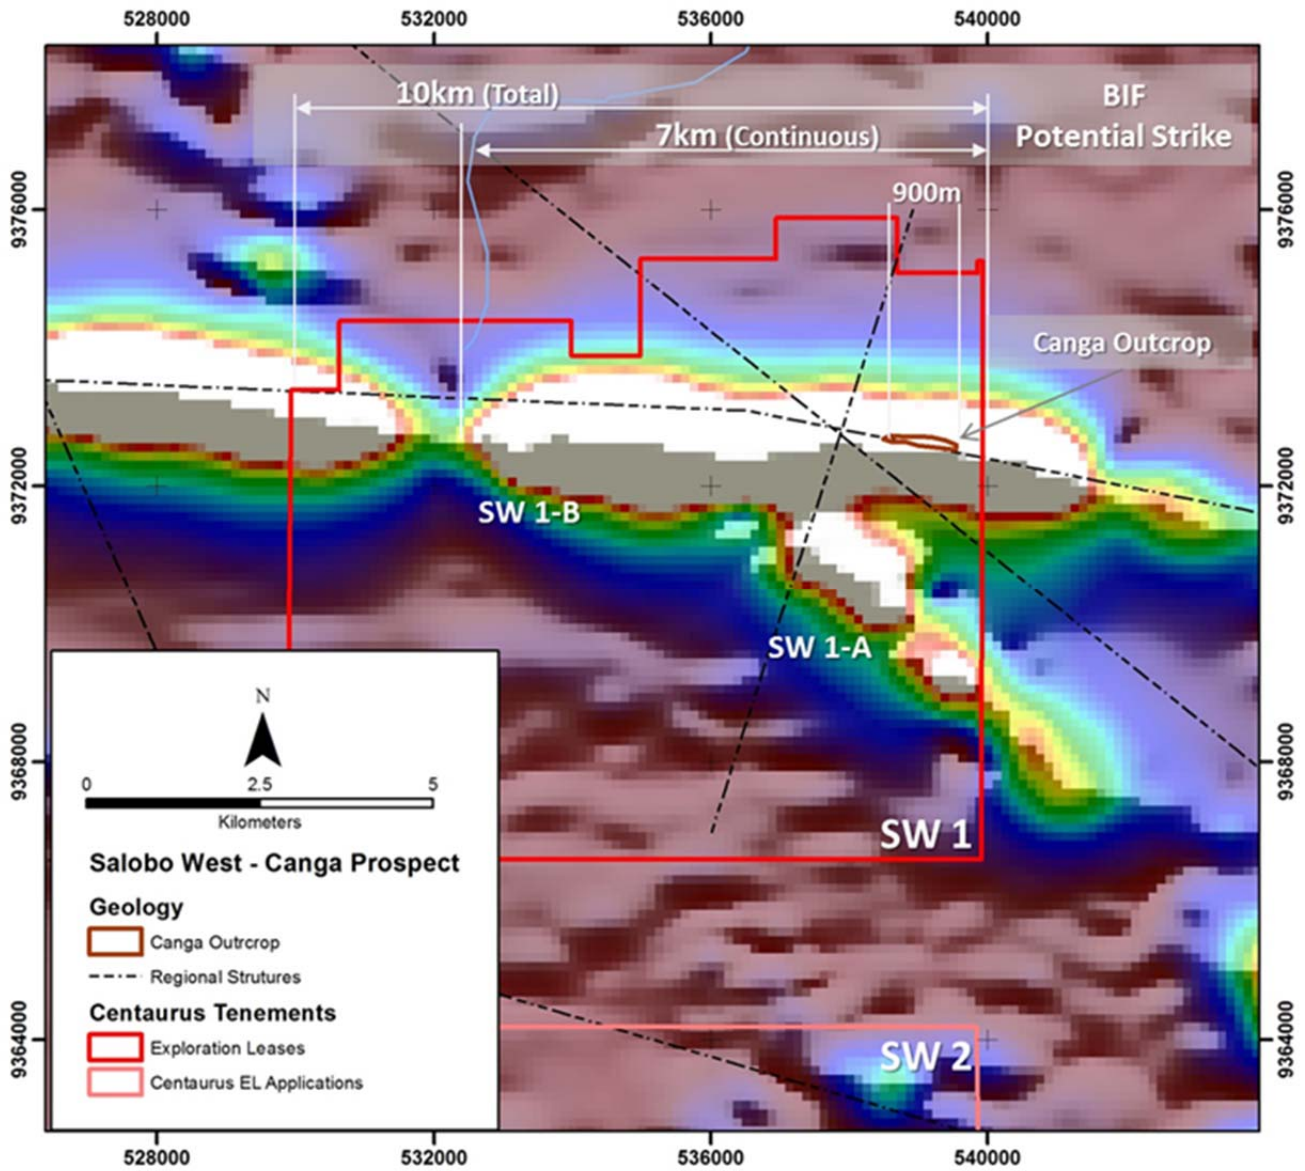 528000 532000 536000 540000
10km (Total)
BIF
7km (Continuous)
Potential Strike
900m
9376000
9376000
Canga Outcrop
9372000
9372000
SW 1-B
SW 1-A
N
9368000
9368000
0 2.5 5
Kilometers
SW 1
Salobo West - Canga Prospect
Geology
Canga Outcrop
Regional Strutures
Centaurus Tenements
Exploration Leases
Centaurus EL Applications
9364000
9364000
SW 2
528000 532000 536000 540000